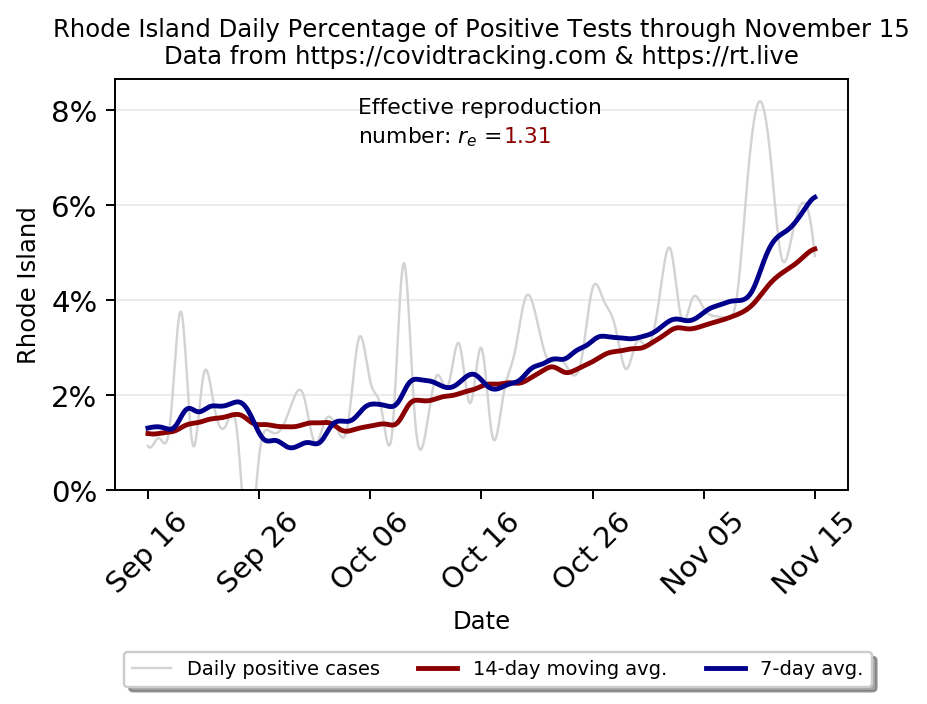 Rhode Island Daily Percentage of Positive Tests through November 15
Data from https://covidtracking.com & https://rt.live
Effective reproduction
number: rₑ =1.31
8%
6%
4%
2%
0%
Rhode Island
Sep 16
Sep 26
Oct 06
Oct 16
Oct 26
Nov 05
Nov 15
Date
Daily positive cases
14-day moving avg.
7-day avg.